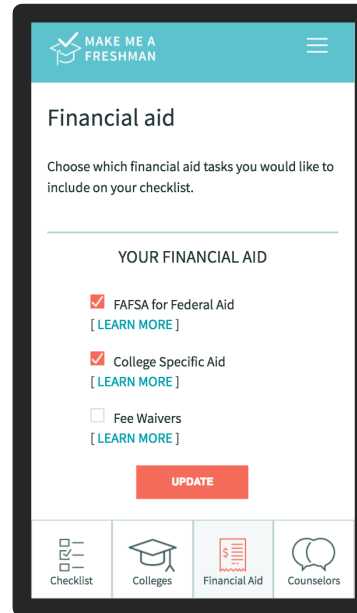 MAKE ME A
FRESHMAN
Financial aid
Choose which financial aid tasks you would like to
include on your checklist.
YOUR FINANCIAL AID
FAFSA for Federal Aid
[ LEARN MORE ]
College Specific Aid
[ LEARN MORE ]
Fee Waivers
[ LEARN MORE ]
UPDATE
$
Checklist Colleges Financial Aid Counselors